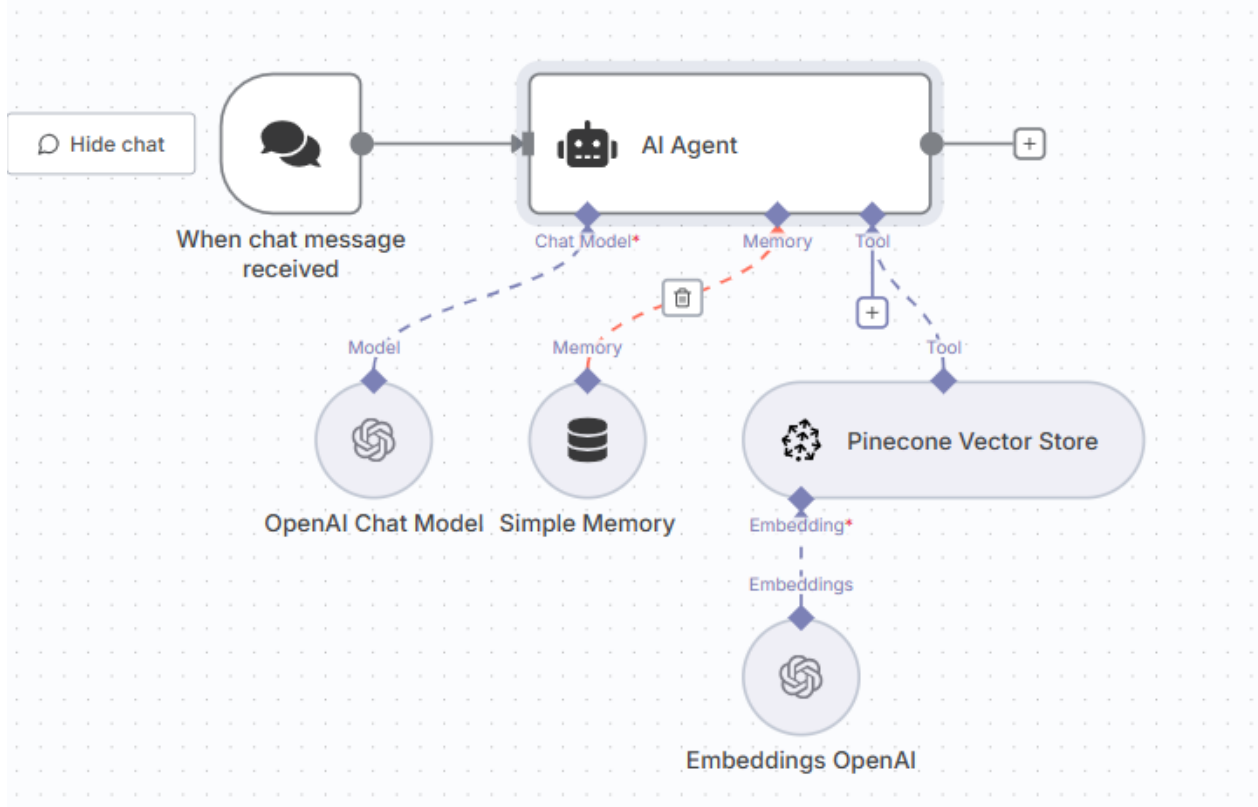 Hide chat
AI Agent
When chat message
received
Chat Model*
Memory
Tool
+
+
Model
Memory
Tool
Pinecone Vector Store
OpenAI Chat Model
Simple Memory
Embedding*
Embeddings
Embeddings OpenAI